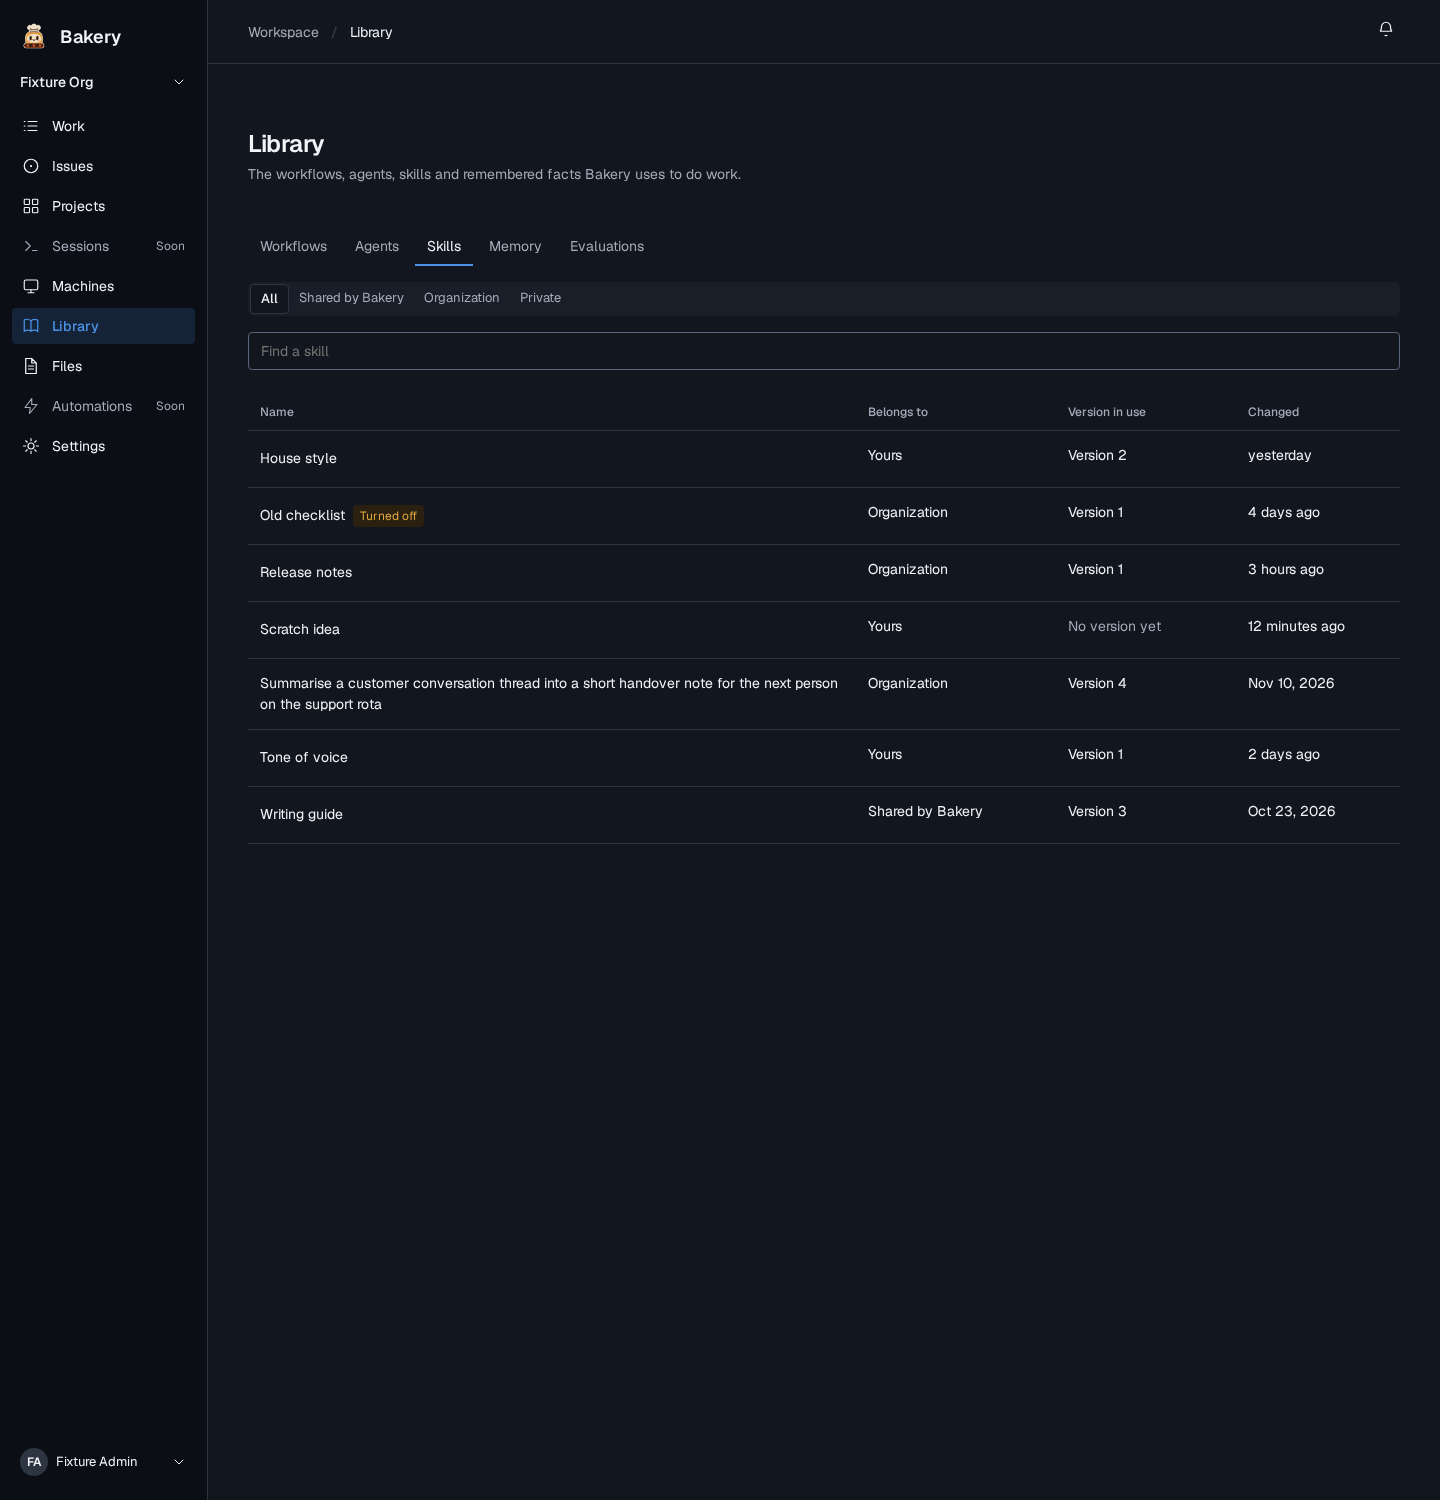 Bakery
Fixture Org
Work
Issues
Projects
Sessions Soon
Machines
Library
Files
Automations Soon
Settings
FA Fixture Admin
Workspace / Library
Library
The workflows, agents, skills and remembered facts Bakery uses to do work.
Workflows Agents Skills Memory Evaluations
All Shared by Bakery Organization Private
Find a skill
Name Belongs to Version in use Changed
House style Yours Version 2 yesterday
Old checklist Turned off Organization Version 1 4 days ago
Release notes Organization Version 1 3 hours ago
Scratch idea Yours No version yet 12 minutes ago
Summarise a customer conversation thread into a short handover note for the next person Organization Version 4 Nov 10, 2026
on the support rota
Tone of voice Yours Version 1 2 days ago
Writing guide Shared by Bakery Version 3 Oct 23, 2026